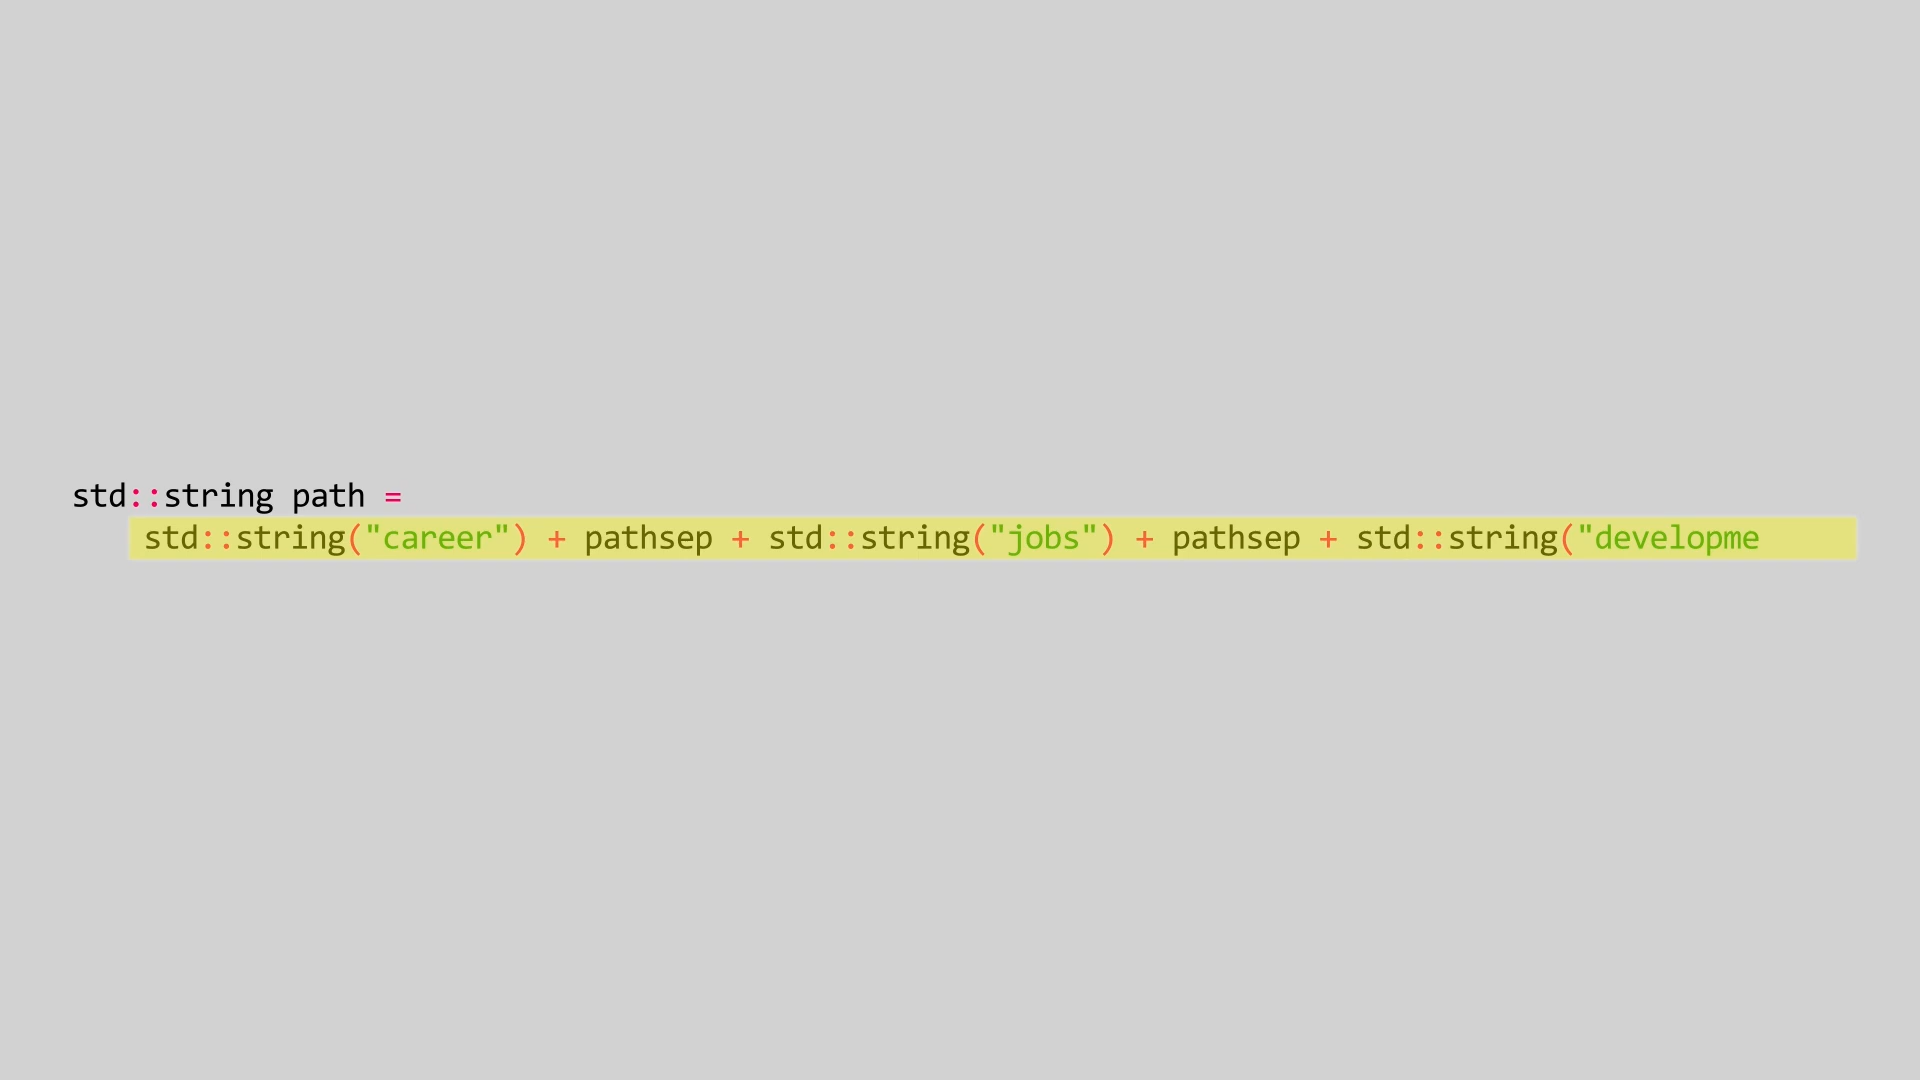 std::string path =
std::string("career") + pathsep + std::string("jobs") + pathsep + std::string("developme